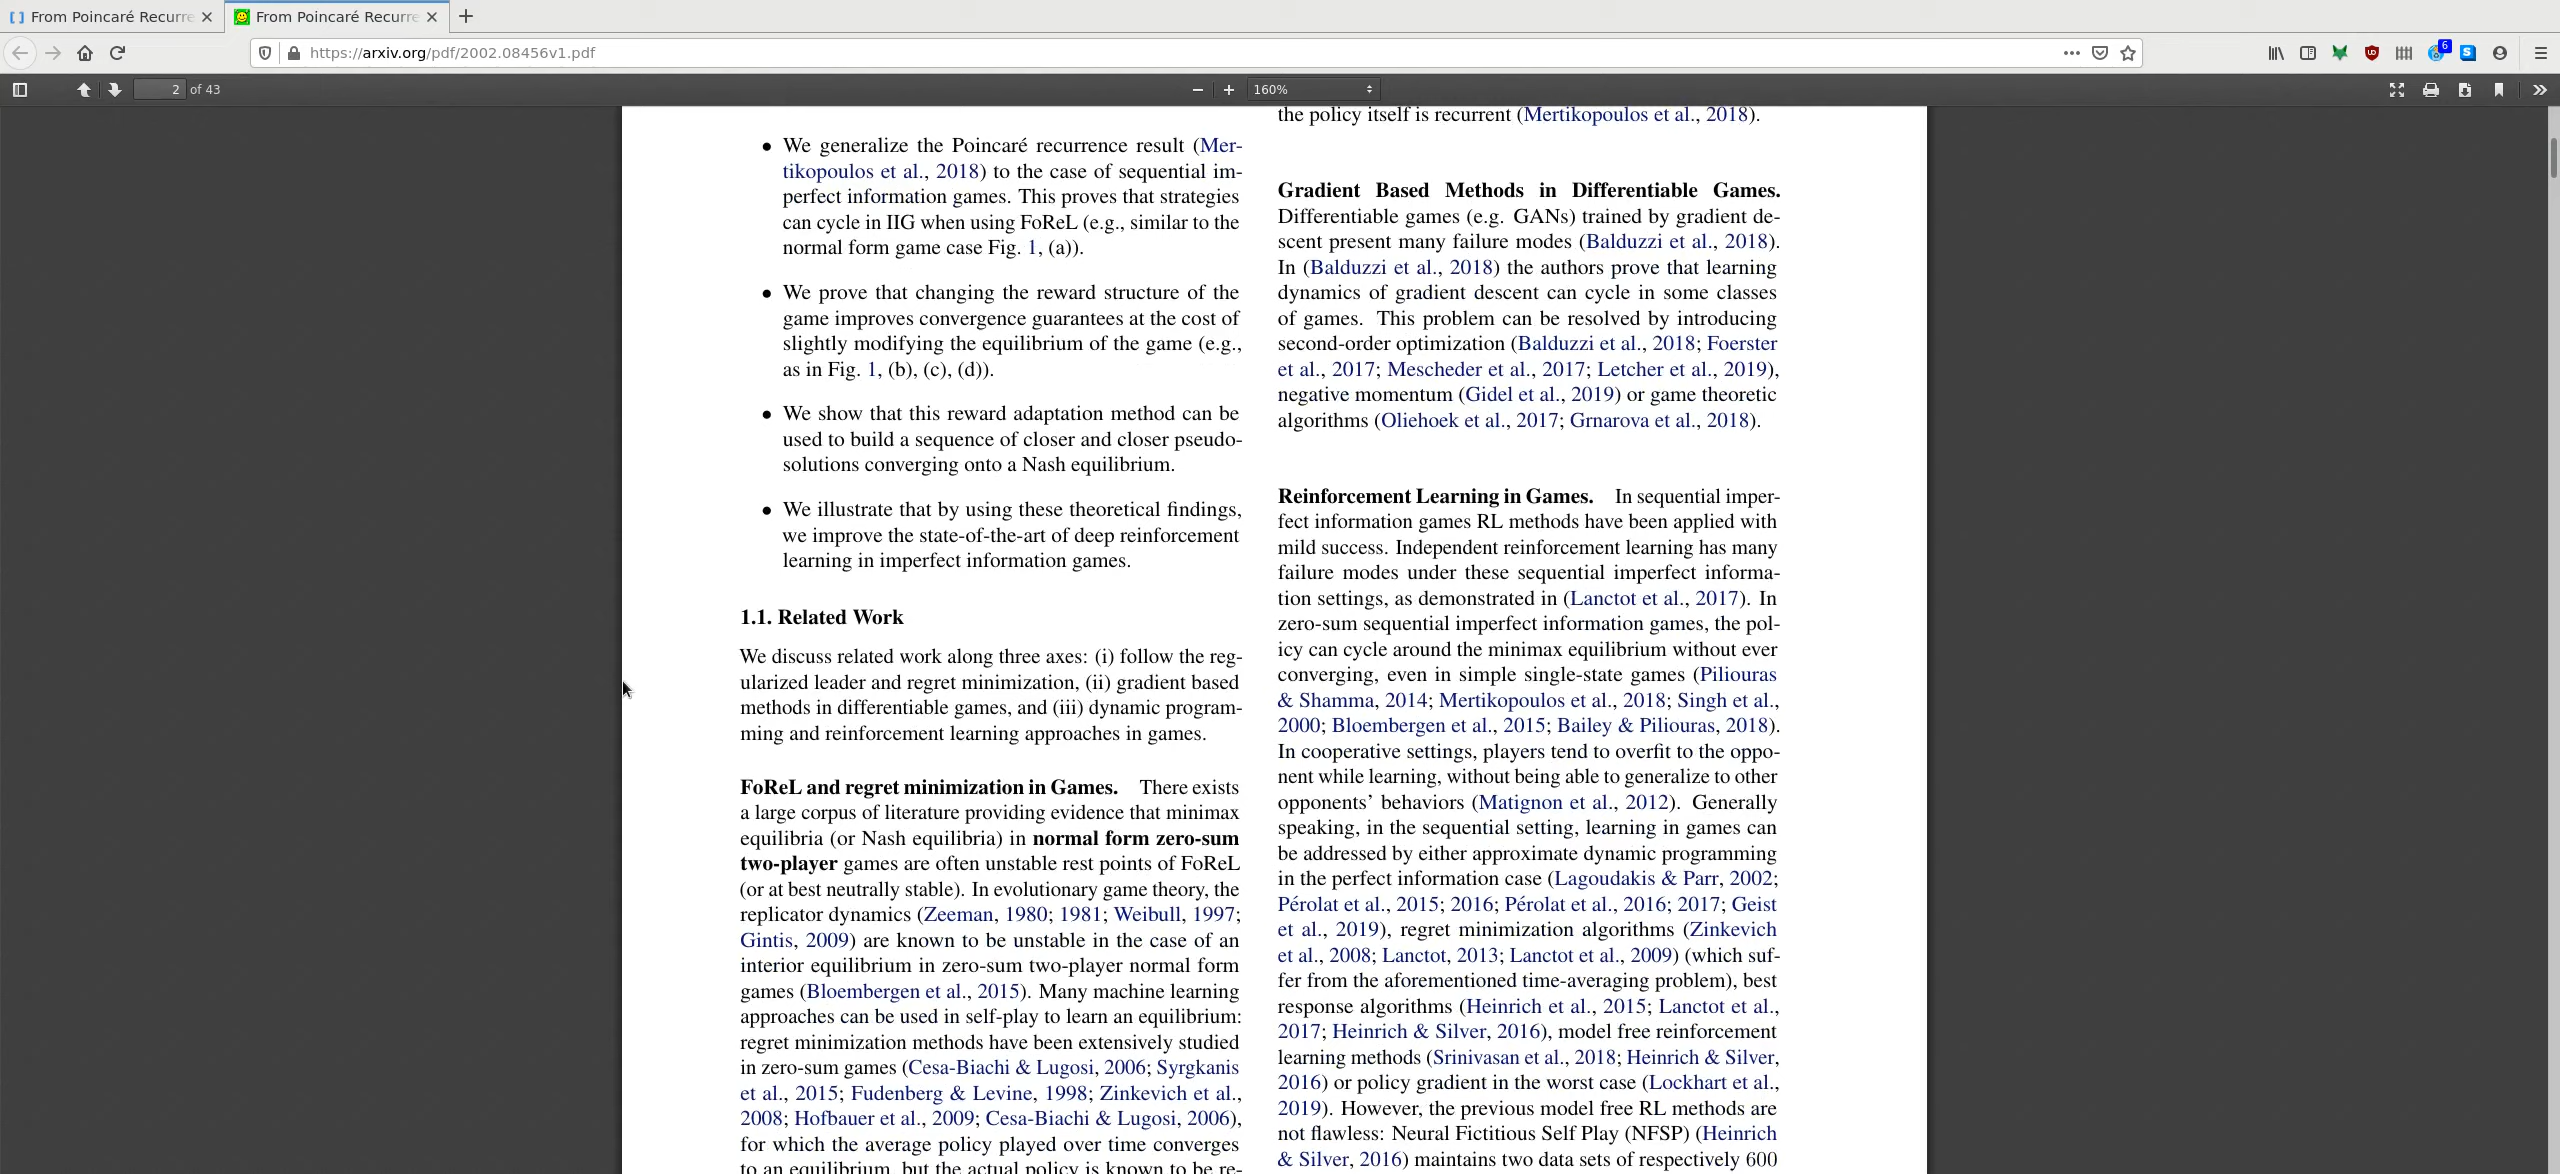 From Poincaré Recurre
From Poincaré Recurre
https://arxiv.org/pdf/2002.08456v1.pdf
6
2 of 43
160%
• We generalize the Poincaré recurrence result (Mer-
tikopoulos et al., 2018) to the case of sequential im-
perfect information games. This proves that strategies
can cycle in IIG when using FoReL (e.g., similar to the
normal form game case Fig. 1, (a)).
• We prove that changing the reward structure of the
game improves convergence guarantees at the cost of
slightly modifying the equilibrium of the game (e.g.,
as in Fig. 1, (b), (c), (d)).
• We show that this reward adaptation method can be
used to build a sequence of closer and closer pseudo-
solutions converging onto a Nash equilibrium.
• We illustrate that by using these theoretical findings,
we improve the state-of-the-art of deep reinforcement
learning in imperfect information games.
1.1. Related Work
We discuss related work along three axes: (i) follow the reg-
ularized leader and regret minimization, (ii) gradient based
methods in differentiable games, and (iii) dynamic program-
ming and reinforcement learning approaches in games.
FoReL and regret minimization in Games. There exists
a large corpus of literature providing evidence that minimax
equilibria (or Nash equilibria) in normal form zero-sum
two-player games are often unstable rest points of FoReL
(or at best neutrally stable). In evolutionary game theory, the
replicator dynamics (Zeeman, 1980; 1981; Weibull, 1997;
Gintis, 2009) are known to be unstable in the case of an
interior equilibrium in zero-sum two-player normal form
games (Bloembergen et al., 2015). Many machine learning
approaches can be used in self-play to learn an equilibrium:
regret minimization methods have been extensively studied
in zero-sum games (Cesa-Biachi & Lugosi, 2006; Syrgkanis
et al., 2015; Fudenberg & Levine, 1998; Zinkevich et al.,
2008; Hofbauer et al., 2009; Cesa-Biachi & Lugosi, 2006),
for which the average policy played over time converges
to an equilibrium, but the actual policy is known to be re-
the policy itself is recurrent (Mertikopoulos et al., 2018).
Gradient Based Methods in Differentiable Games.
Differentiable games (e.g. GANs) trained by gradient de-
scent present many failure modes (Balduzzi et al., 2018).
In (Balduzzi et al., 2018) the authors prove that learning
dynamics of gradient descent can cycle in some classes
of games. This problem can be resolved by introducing
second-order optimization (Balduzzi et al., 2018; Foerster
et al., 2017; Mescheder et al., 2017; Letcher et al., 2019),
negative momentum (Gidel et al., 2019) or game theoretic
algorithms (Oliehoek et al., 2017; Grnarova et al., 2018).
Reinforcement Learning in Games. In sequential imper-
fect information games RL methods have been applied with
mild success. Independent reinforcement learning has many
failure modes under these sequential imperfect informa-
tion settings, as demonstrated in (Lanctot et al., 2017). In
zero-sum sequential imperfect information games, the pol-
icy can cycle around the minimax equilibrium without ever
converging, even in simple single-state games (Piliouras
& Shamma, 2014; Mertikopoulos et al., 2018; Singh et al.,
2000; Bloembergen et al., 2015; Bailey & Piliouras, 2018).
In cooperative settings, players tend to overfit to the oppo-
nent while learning, without being able to generalize to other
opponents’ behaviors (Matignon et al., 2012). Generally
speaking, in the sequential setting, learning in games can
be addressed by either approximate dynamic programming
in the perfect information case (Lagoudakis & Parr, 2002;
Pérolat et al., 2015; 2016; Pérolat et al., 2016; 2017; Geist
et al., 2019), regret minimization algorithms (Zinkevich
et al., 2008; Lanctot, 2013; Lanctot et al., 2009) (which suf-
fer from the aforementioned time-averaging problem), best
response algorithms (Heinrich et al., 2015; Lanctot et al.,
2017; Heinrich & Silver, 2016), model free reinforcement
learning methods (Srinivasan et al., 2018; Heinrich & Silver,
2016) or policy gradient in the worst case (Lockhart et al.,
2019). However, the previous model free RL methods are
not flawless: Neural Fictitious Self Play (NFSP) (Heinrich
& Silver, 2016) maintains two data sets of respectively 600